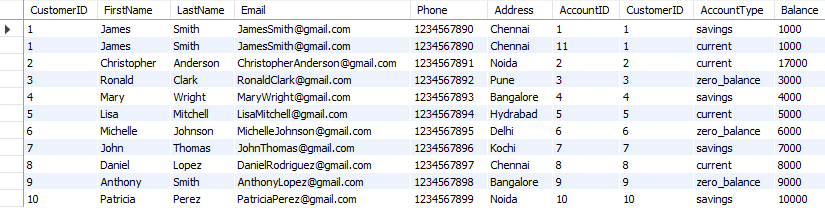 CustomerID FirstName LastName Email Phone Address AccountID CustomerID AccountType Balance
1 James Smith JamesSmith@gmail.com 1234567890 Chennai 1 1 savings 1000
1 James Smith JamesSmith@gmail.com 1234567890 Chennai 11 1 current 1000
2 Christopher Anderson ChristopherAnderson@gmail.com 1234567891 Noida 2 2 current 17000
3 Ronald Clark RonaldClark@gmail.com 1234567892 Pune 3 3 zero_balance 3000
4 Mary Wright MaryWright@gmail.com 1234567893 Bangalore 4 4 savings 4000
5 Lisa Mitchell LisaMitchell@gmail.com 1234567894 Hydrabad 5 5 current 5000
6 Michelle Johnson MichelleJohnson@gmail.com 1234567895 Delhi 6 6 zero_balance 6000
7 John Thomas JohnThomas@gmail.com 1234567896 Kochi 7 7 savings 7000
8 Daniel Lopez DanielRodriguez@gmail.com 1234567897 Chennai 8 8 current 8000
9 Anthony Smith AnthonyLopez@gmail.com 1234567898 Bangalore 9 9 zero_balance 9000
10 Patricia Perez PatriciaPerez@gmail.com 1234567899 Noida 10 10 savings 10000